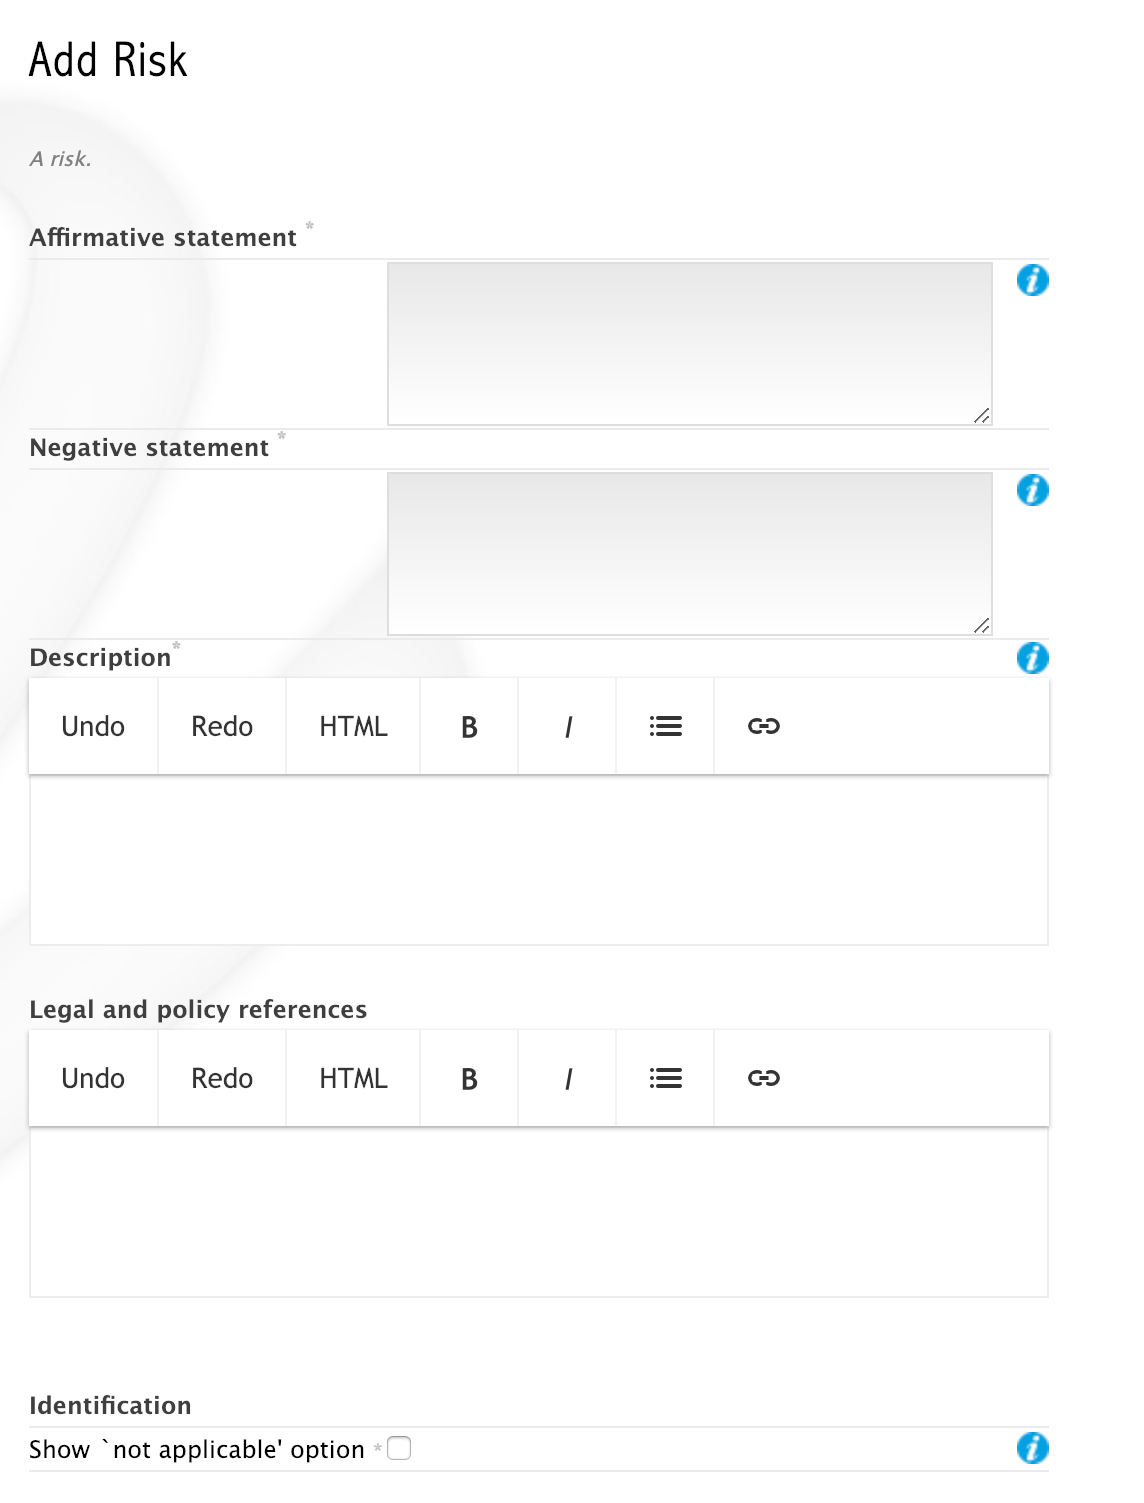 Add Risk
A risk.
Affirmative statement *
Negative statement *
Description*
Undo Redo HTML B I
Legal and policy references
Undo Redo HTML B I
Identification
Show `not applicable' option *